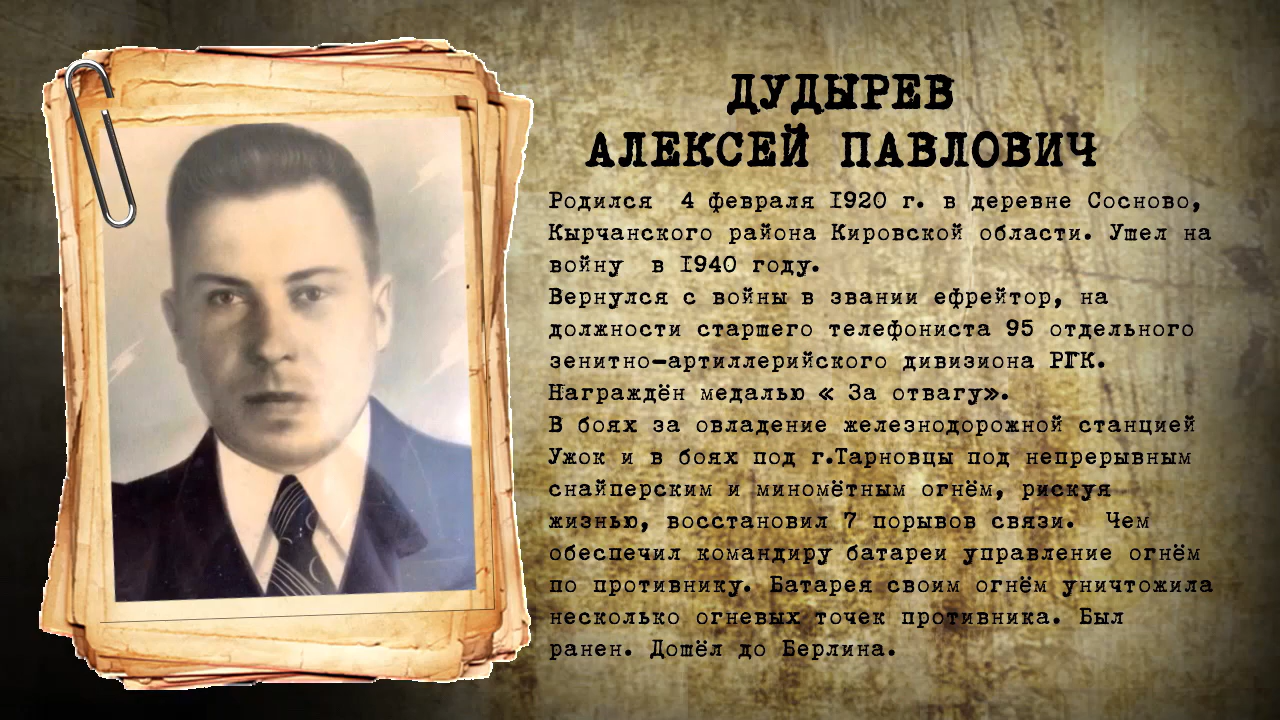 ДУДЫРЕВ
АЛЕКСЕЙ ПАВЛОВИЧ
Родился 4 февраля 1920 г. в деревне Сосново,
Кырчанского района Кировской области. Ушел на
войну в 1940 году.
Вернулся с войны в звании ефрейтор, на
должности старшего телефониста 95 отдельного
зенитно-артиллерийского дивизиона РГК.
Награждён медалью « За отвагу».
В боях за овладение железнодорожной станцией
Ужок и в боях под г.Тарновцы под непрерывным
снайперским и миномётным огнём, рискуя
жизнью, восстановил 7 порывов связи. Чем
обеспечил командиру батареи управление огнём
по противнику. Батарея своим огнём уничтожила
несколько огневых точек противника. Был
ранен. Дошёл до Берлина.